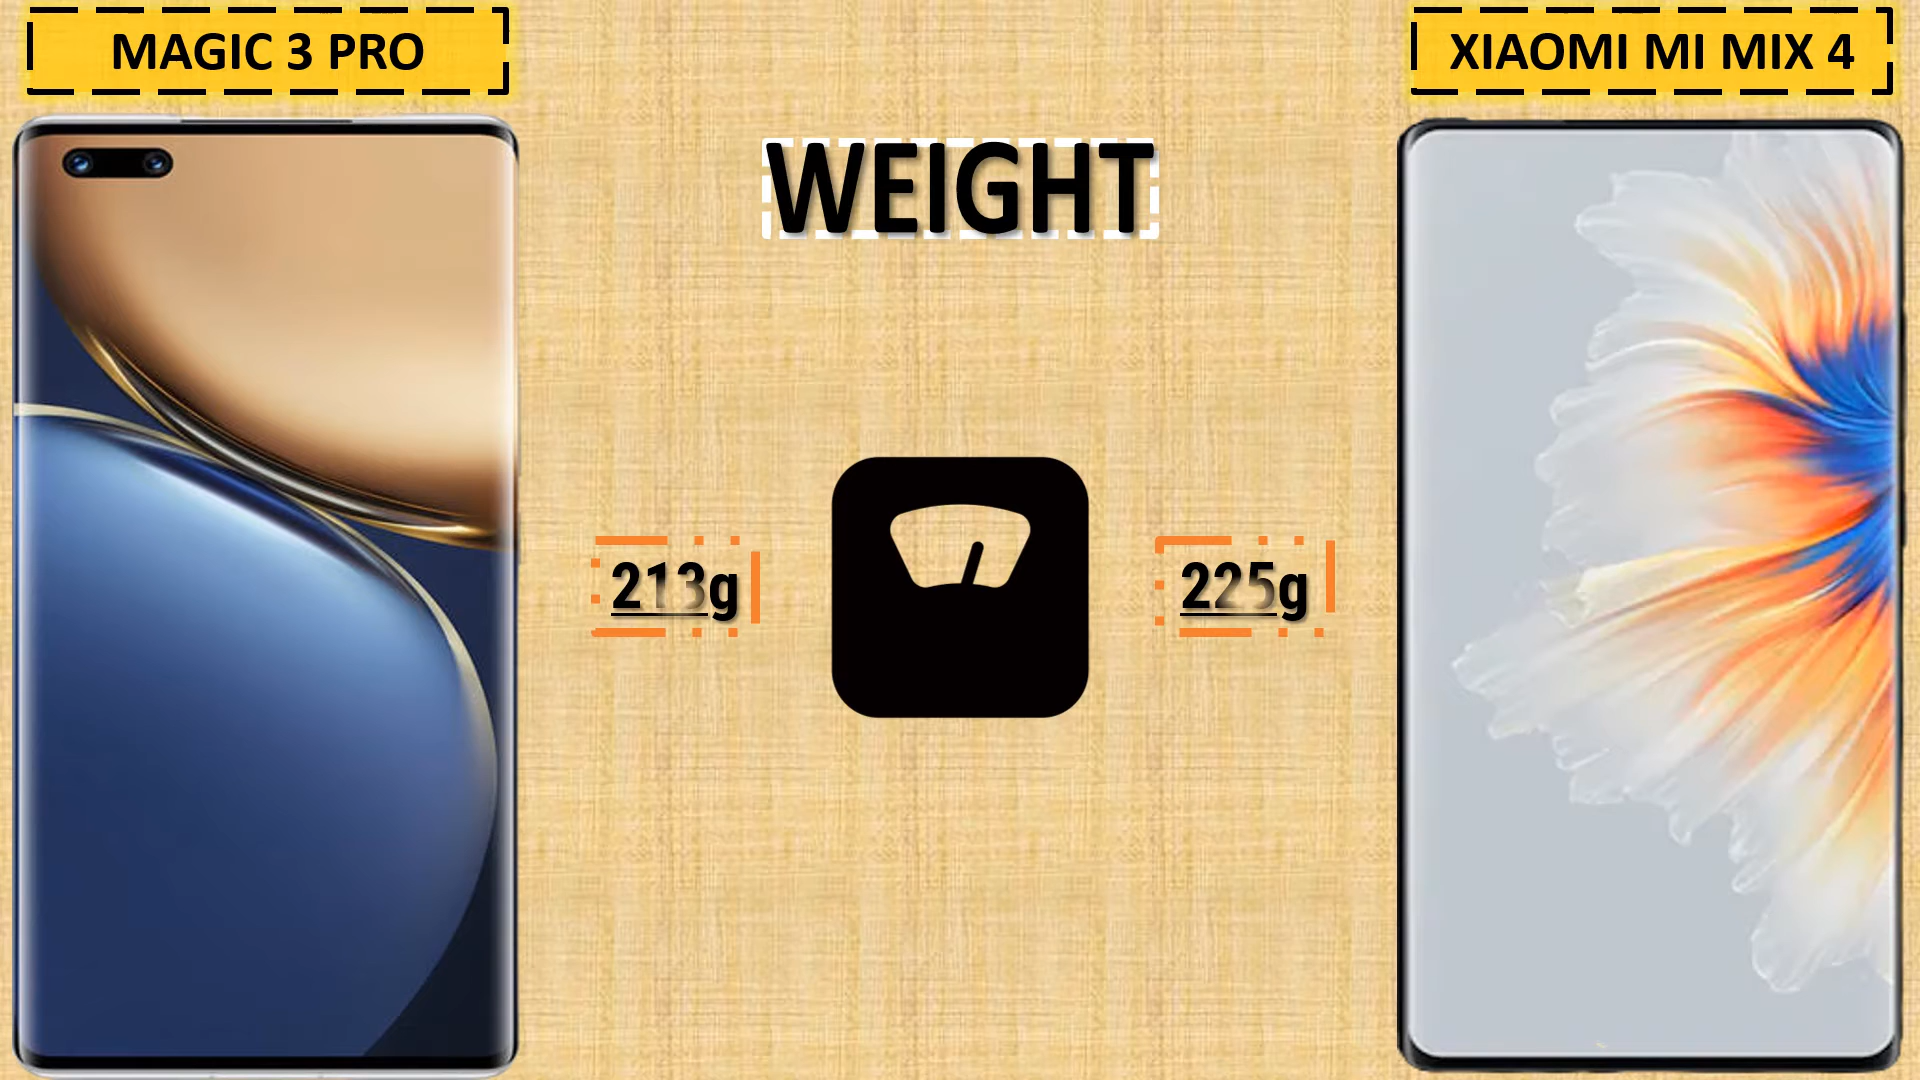 MAGIC 3 PRO
XIAOMI MI MIX 4
WEIGHT
213g
225g